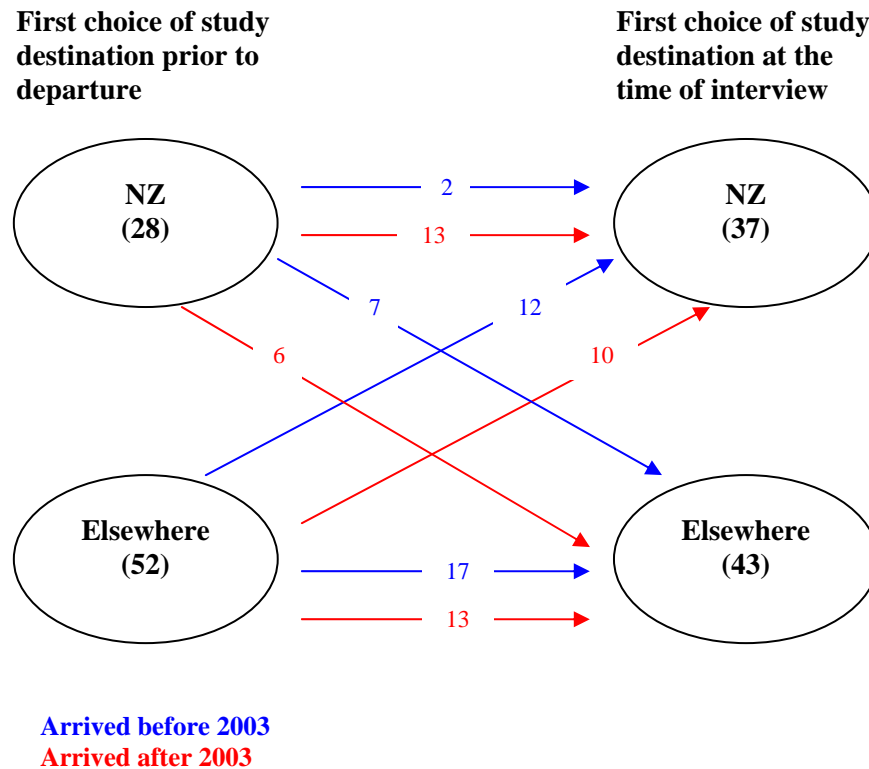 First choice of study
destination prior to
departure
First choice of study
destination at the
time of interview
NZ
(28)
2
13
NZ
(37)
7
12
6
10
Elsewhere
(52)
17
13
Elsewhere
(43)
Arrived before 2003
Arrived after 2003